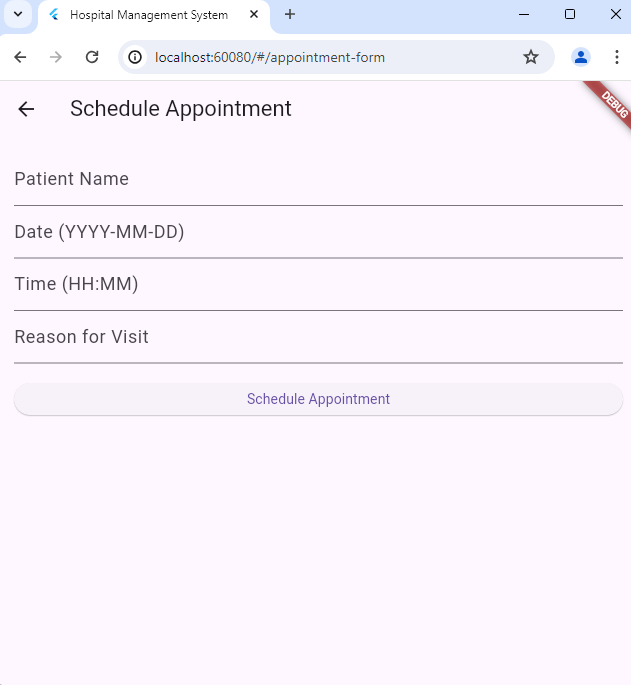 Hospital Management System
localhost:60080/#/appointment-form
Schedule Appointment
DEBUG
Patient Name
Date (YYYY-MM-DD)
Time (HH:MM)
Reason for Visit
Schedule Appointment